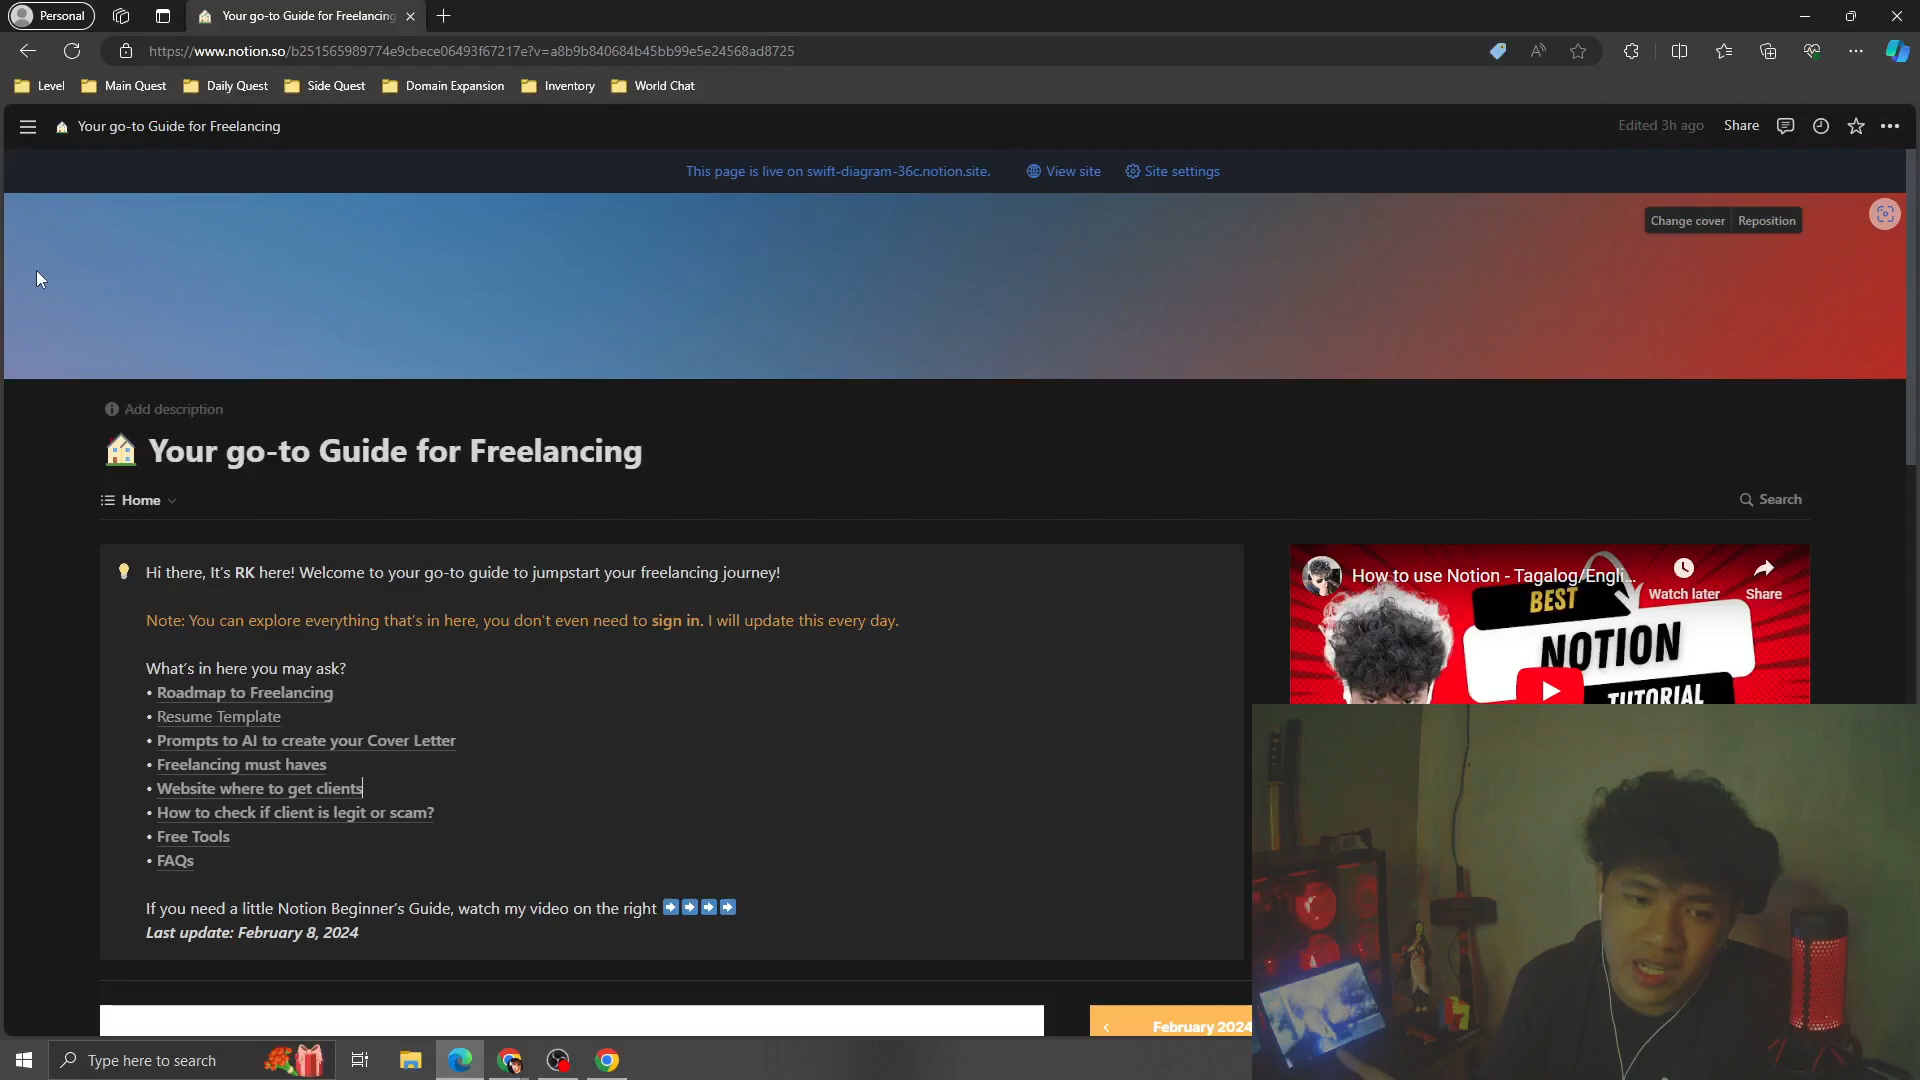 Personal
Your go-to Guide for Freelancing
https://www.notion.so/b251565989774e9cbece06493f67217e?v=a8b9b840684b45bb99e5e24568ad8725
Level
Main Quest
Daily Quest
Side Quest
Domain Expansion
Inventory
World Chat
Your go-to Guide for Freelancing
Edited 3h ago
Share
This page is live on swift-diagram-36c.notion.site.
View site
Site settings
Change cover
Reposition
Add description
Your go-to Guide for Freelancing
Home
Search
Hi there, It's RK here! Welcome to your go-to guide to jumpstart your freelancing journey!
Note: You can explore everything that's in here, you don't even need to sign in. I will update this every day.
What's in here you may ask?
• Roadmap to Freelancing
• Resume Template
• Prompts to AI to create your Cover Letter
• Freelancing must haves
• Website where to get clients
• How to check if client is legit or scam?
• Free Tools
• FAQs
If you need a little Notion Beginner's Guide, watch my video on the right
Last update: February 8, 2024
How to use Notion - Tagalog/Engli...
Watch later
Share
BEST
NOTION
TUTORIAL
February 2024
Type here to search